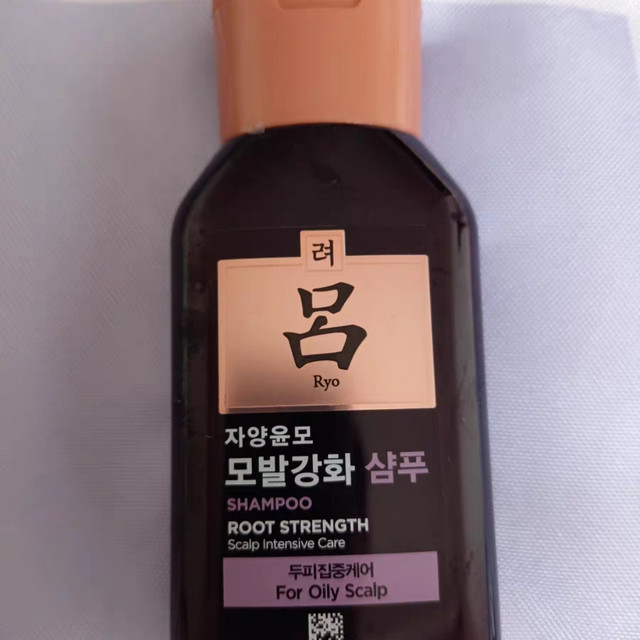 려
呂
Ryo
자양윤모
모발강화 샴푸
SHAMPOO
ROOT STRENGTH
Scalp Intensive Care
두피집중케어
For Oily Scalp